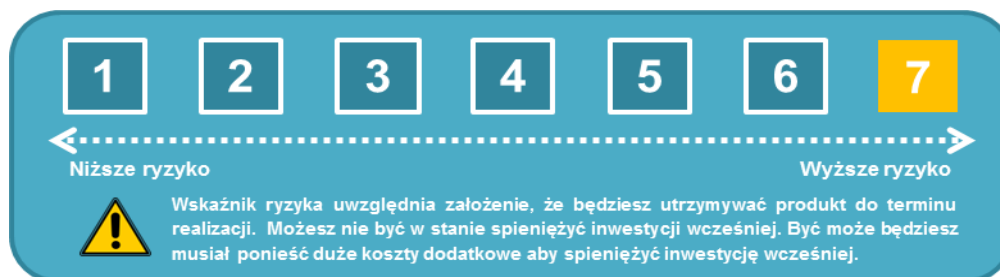 1 2 3 4 5 6 7
Niższe ryzyko Wyższe ryzyko
Wskaźnik ryzyka uwzględnia założenie, że będziesz utrzymywać produkt do terminu
realizacji. Możesz nie być w stanie spieniężyć inwestycji wcześniej. Być może będziesz
musiał ponieść duże koszty dodatkowe aby spieniężyć inwestycję wcześniej.